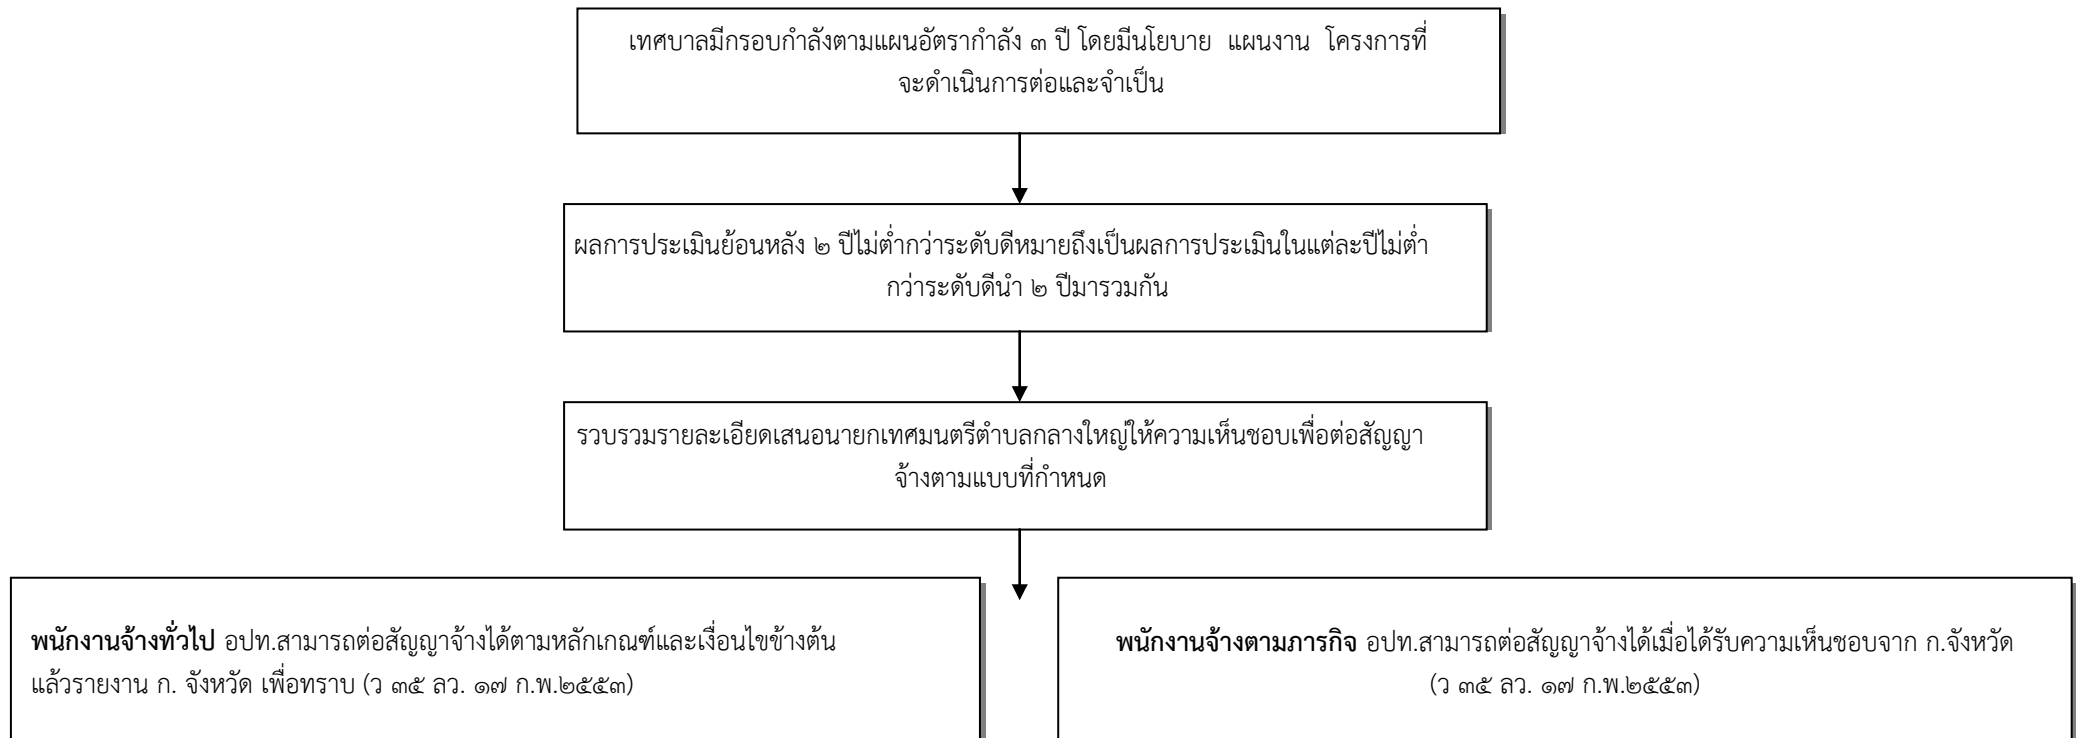 เทศบาลมีกรอบกำลังตามแผนอัตรากำลัง ๓ ปี โดยมีนโยบาย แผนงาน โครงการที่
จะดำเนินการต่อและจำเป็น
ผลการประเมินย้อนหลัง ๒ ปีไม่ต่ำกว่าระดับดีหมายถึงเป็นผลการประเมินในแต่ละปีไม่ต่ำ
กว่าระดับดีนำ ๒ ปีมารวมกัน
รวบรวมรายละเอียดเสนอนายกเทศมนตรีตำบลกลางใหญ่ให้ความเห็นชอบเพื่อต่อสัญญา
จ้างตามแบบที่กำหนด
พนักงานจ้างทั่วไป อปท.สามารถต่อสัญญาจ้างได้ตามหลักเกณฑ์และเงื่อนไขข้างต้น
แล้วรายงาน ก. จังหวัด เพื่อทราบ (ว ๓๕ ลว. ๑๗ ก.พ.๒๕๕๓)
พนักงานจ้างตามภารกิจ อปท.สามารถต่อสัญญาจ้างได้เมื่อได้รับความเห็นชอบจาก ก.จังหวัด
(ว ๓๕ ลว. ๑๗ ก.พ.๒๕๕๓)